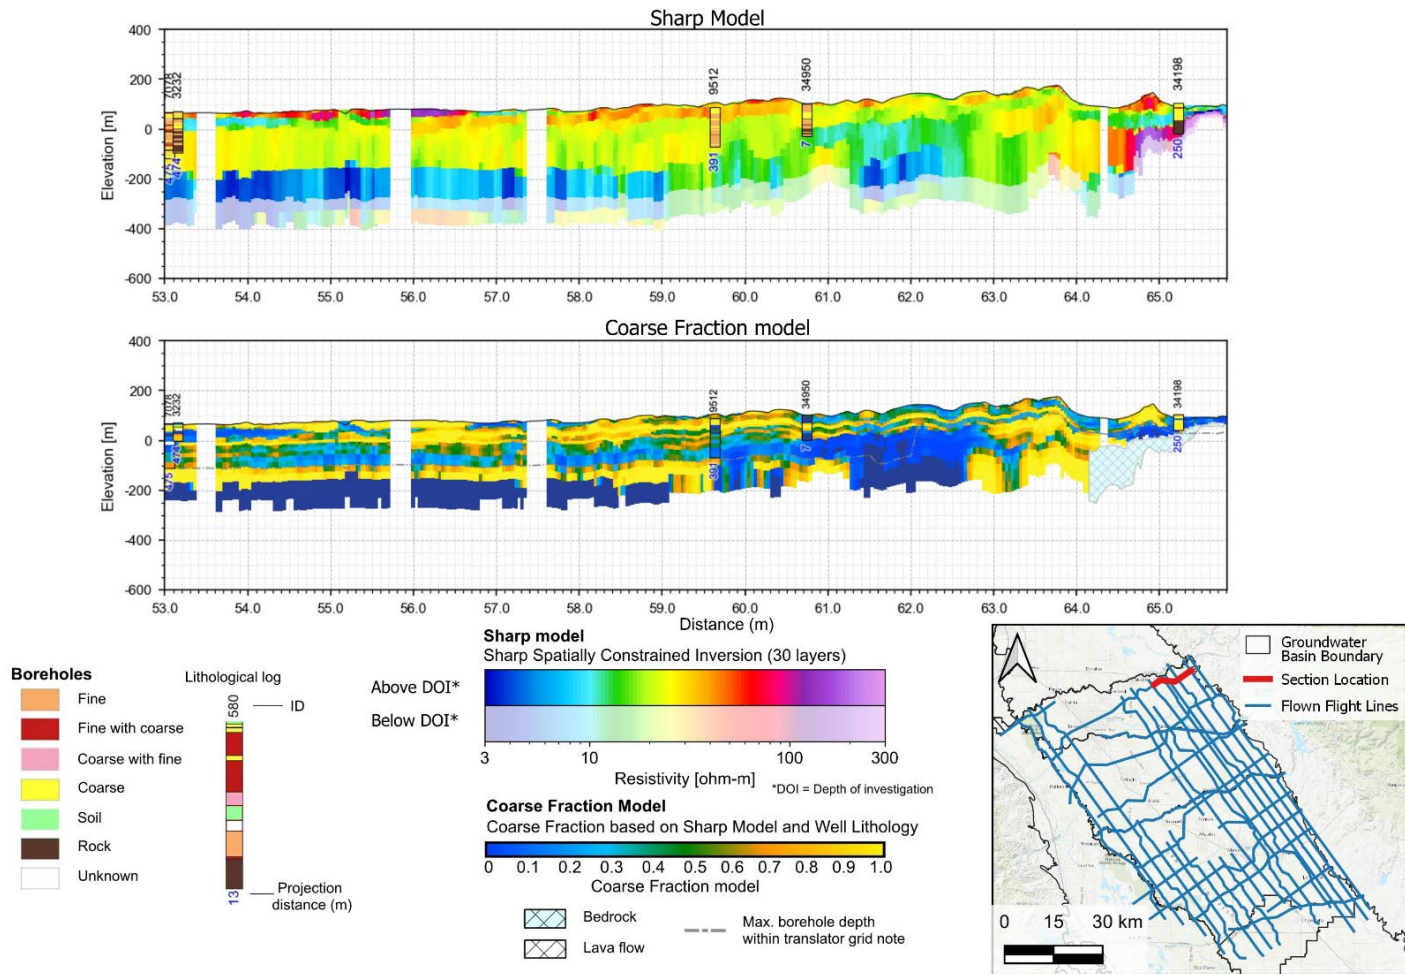 Sharp Model
400
200
0
-200
-400
-600
Elevation [m]
7078
3232
9512
34950
34198
475
474
391
7
250
53.0 54.0 55.0 56.0 57.0 58.0 59.0 60.0 61.0 62.0 63.0 64.0 65.0
Coarse Fraction model
400
200
0
-200
-400
-600
Elevation [m]
7078
3232
9512
34950
34198
475
474
391
7
250
53.0 54.0 55.0 56.0 57.0 58.0 59.0 60.0 61.0 62.0 63.0 64.0 65.0
Distance (m)
Boreholes
Fine
Fine with coarse
Coarse with fine
Coarse
Soil
Rock
Unknown
Lithological log
580
ID
13
Projection
distance (m)
Sharp model
Sharp Spatially Constrained Inversion (30 layers)
Above DOI*
Below DOI*
3 10 30 100 300
Resistivity [ohm-m]
*DOI = Depth of investigation
Coarse Fraction Model
Coarse Fraction based on Sharp Model and Well Lithology
0 0.1 0.2 0.3 0.4 0.5 0.6 0.7 0.8 0.9 1.0
Coarse Fraction model
Bedrock
Lava flow
Max. borehole depth
within translator grid note
Groundwater
Basin Boundary
Section Location
Flown Flight Lines
0 15 30 km